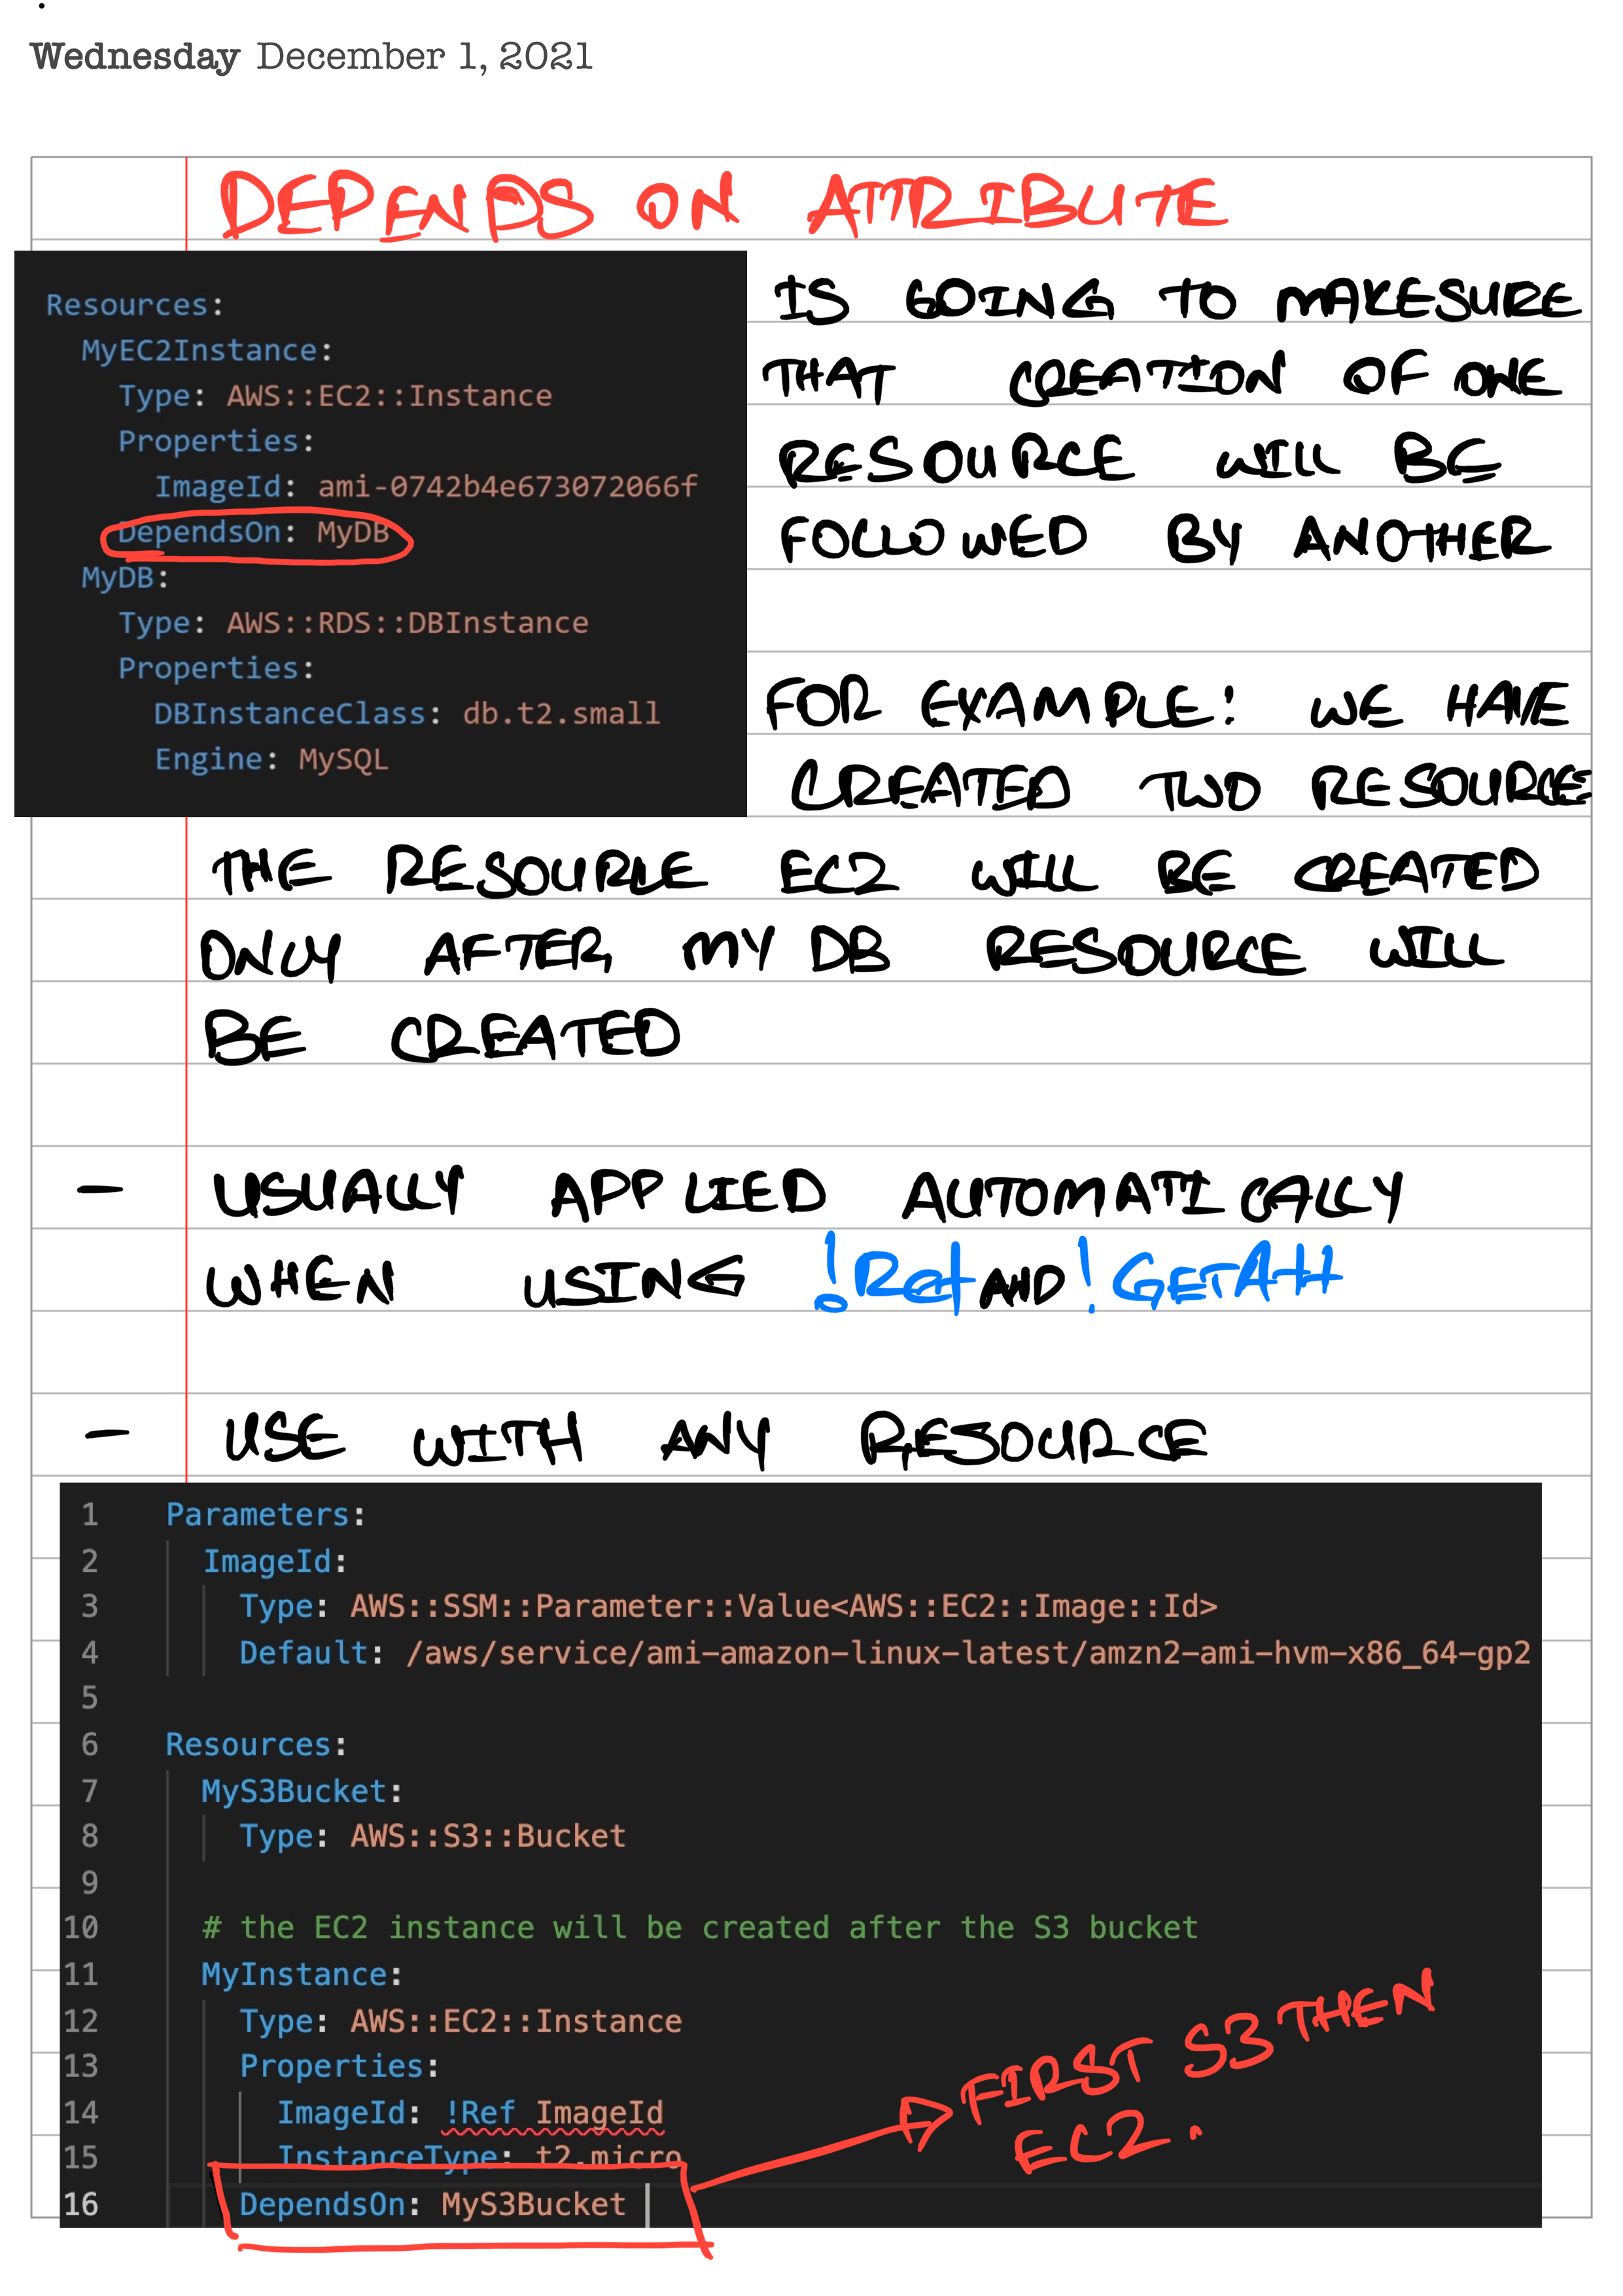 Wednesday December 1, 2021
DEPENDS ON ATTRIBUTE
Resources:
MyEC2Instance:
Type: AWS::EC2::Instance
Properties:
ImageId: ami-0742b4e673072066f
DependsOn: MyDB
MyDB:
Type: AWS::RDS::DBInstance
Properties:
DBInstanceClass: db.t2.small
Engine: MySQL
IS GOING TO MAKESURE
THAT CREATION OF ONE
RESOURCE WILL BE
FOLLOWED BY ANOTHER
FOR EXAMPLE: WE HAVE
CREATED TWO RESOURCES
THE RESOURCE EC2 WILL BE CREATED
ONLY AFTER MY DB RESOURCE WILL
BE CREATED
- USUALLY APPLIED AUTOMATICALLY
WHEN USING !Ref AND !GETAtt
- USE WITH ANY RESOURCE
1 Parameters:
2 ImageId:
3 Type: AWS::SSM::Parameter::Value<AWS::EC2::Image::Id>
4 Default: /aws/service/ami-amazon-linux-latest/amzn2-ami-hvm-x86_64-gp2
5
6 Resources:
7 MyS3Bucket:
8 Type: AWS::S3::Bucket
9
10 # the EC2 instance will be created after the S3 bucket
11 MyInstance:
12 Type: AWS::EC2::Instance
13 Properties:
14 ImageId: !Ref ImageId
15 InstanceType: t2.micro
16 DependsOn: MyS3Bucket
FIRST S3 THEN
EC2.